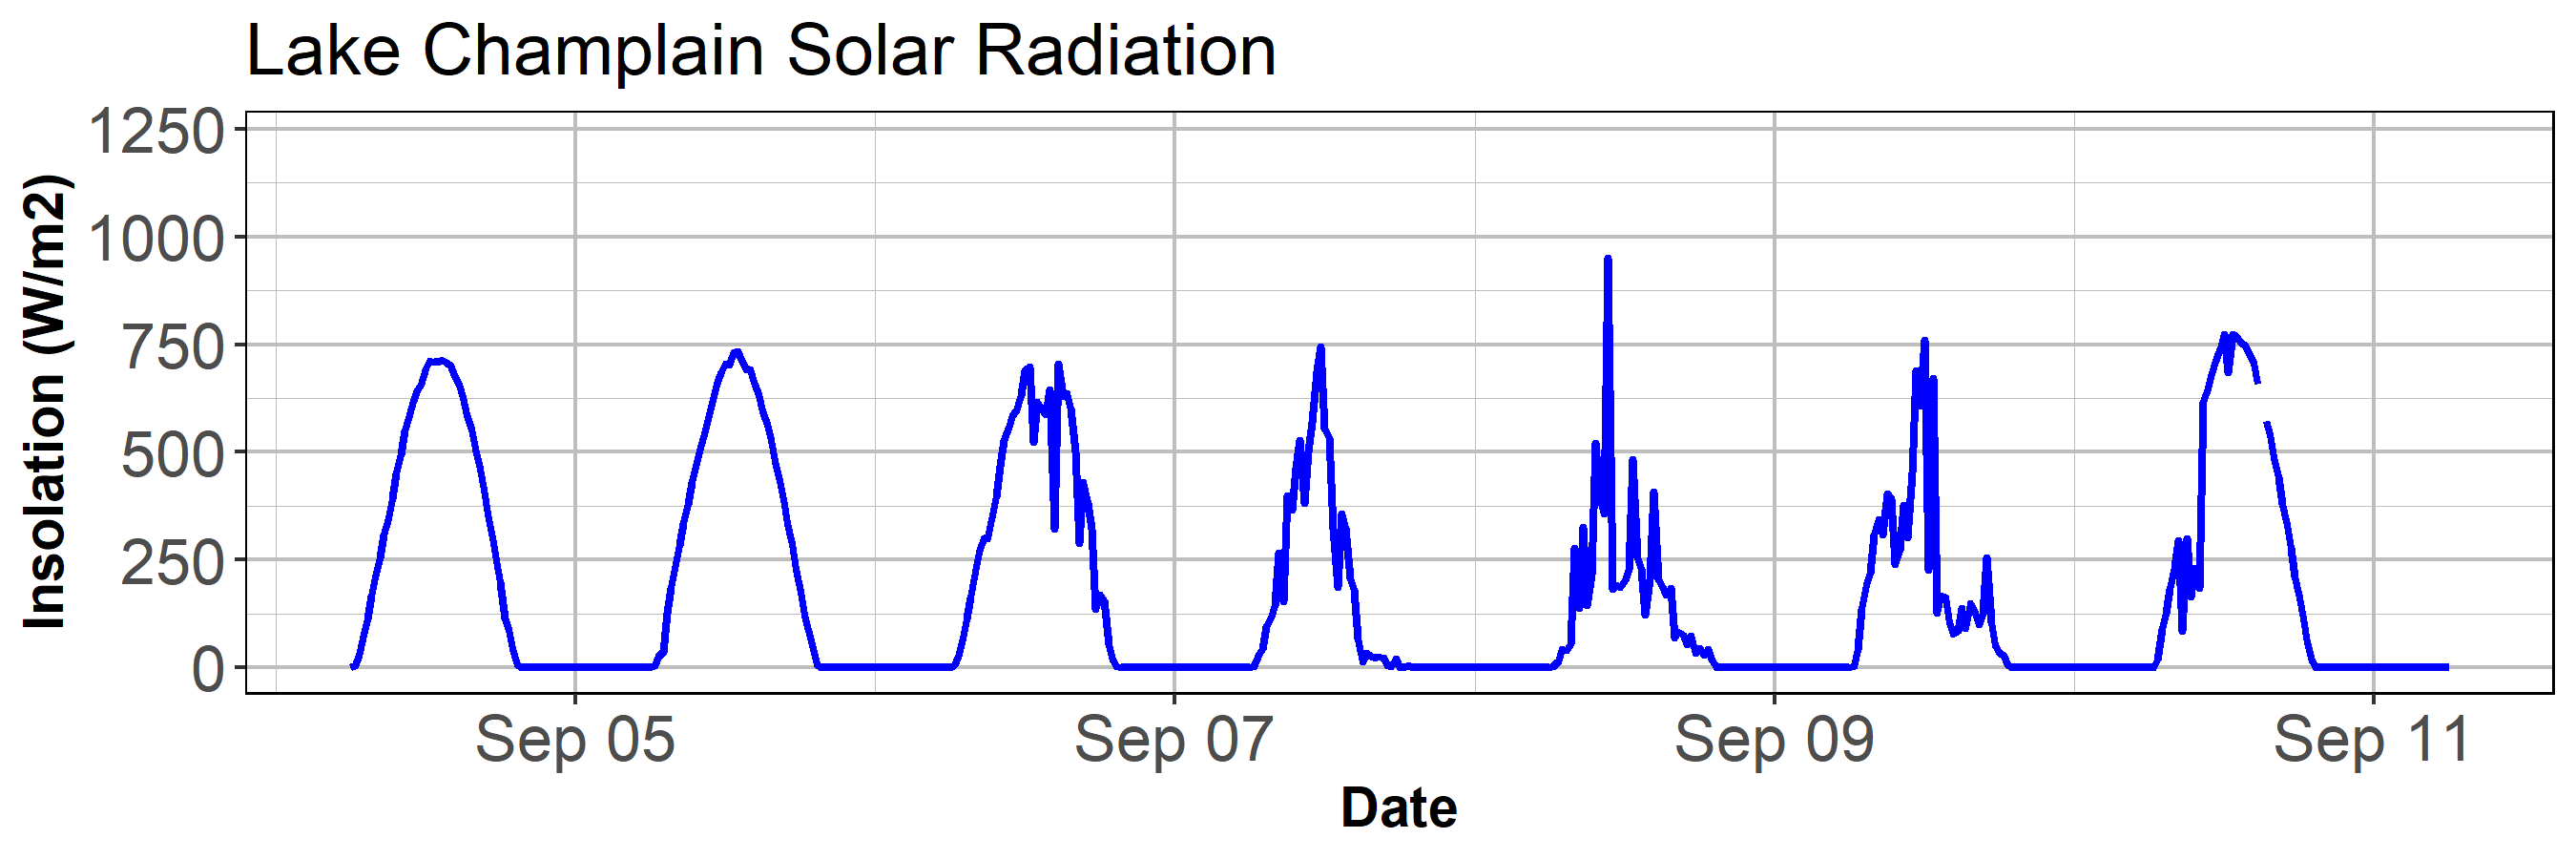 Lake Champlain Solar Radiation
1250
1000
750
500
250
0
Insolation (W/m2)
Sep 05
Sep 07
Sep 09
Sep 11
Date